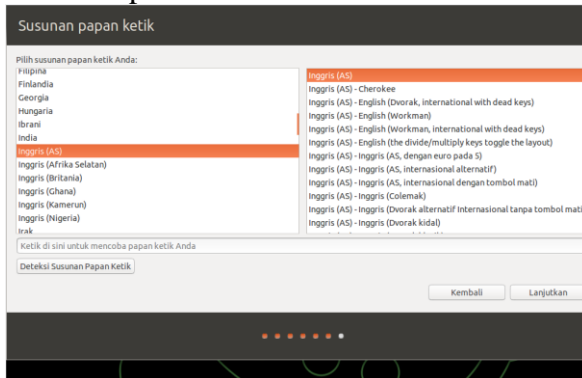 Susunan papan ketik
Pilih susunan papan ketik Anda:
Filipina
Finlandia
Georgia
Hungaria
Ibrani
India
Inggris (AS)
Inggris (Afrika Selatan)
Inggris (Britania)
Inggris (Ghana)
Inggris (Kamerun)
Inggris (Nigeria)
Irak
Inggris (AS)
Inggris (AS) - Cherokee
Inggris (AS) - English (Dvorak, international with dead keys)
Inggris (AS) - English (Workman)
Inggris (AS) - English (Workman, international with dead keys)
Inggris (AS) - English (the divide/multiply keys toggle the layout)
Inggris (AS) - Inggris (AS, dengan euro pada 5)
Inggris (AS) - Inggris (AS, internasional alternatif)
Inggris (AS) - Inggris (AS, internasional dengan tombol mati)
Inggris (AS) - Inggris (Colemak)
Inggris (AS) - Inggris (Dvorak alternatif Internasional tanpa tombol mati)
Inggris (AS) - Inggris (Dvorak kidal)
Ketik di sini untuk mencoba papan ketik Anda
Deteksi Susunan Papan Ketik
Kembali
Lanjutkan